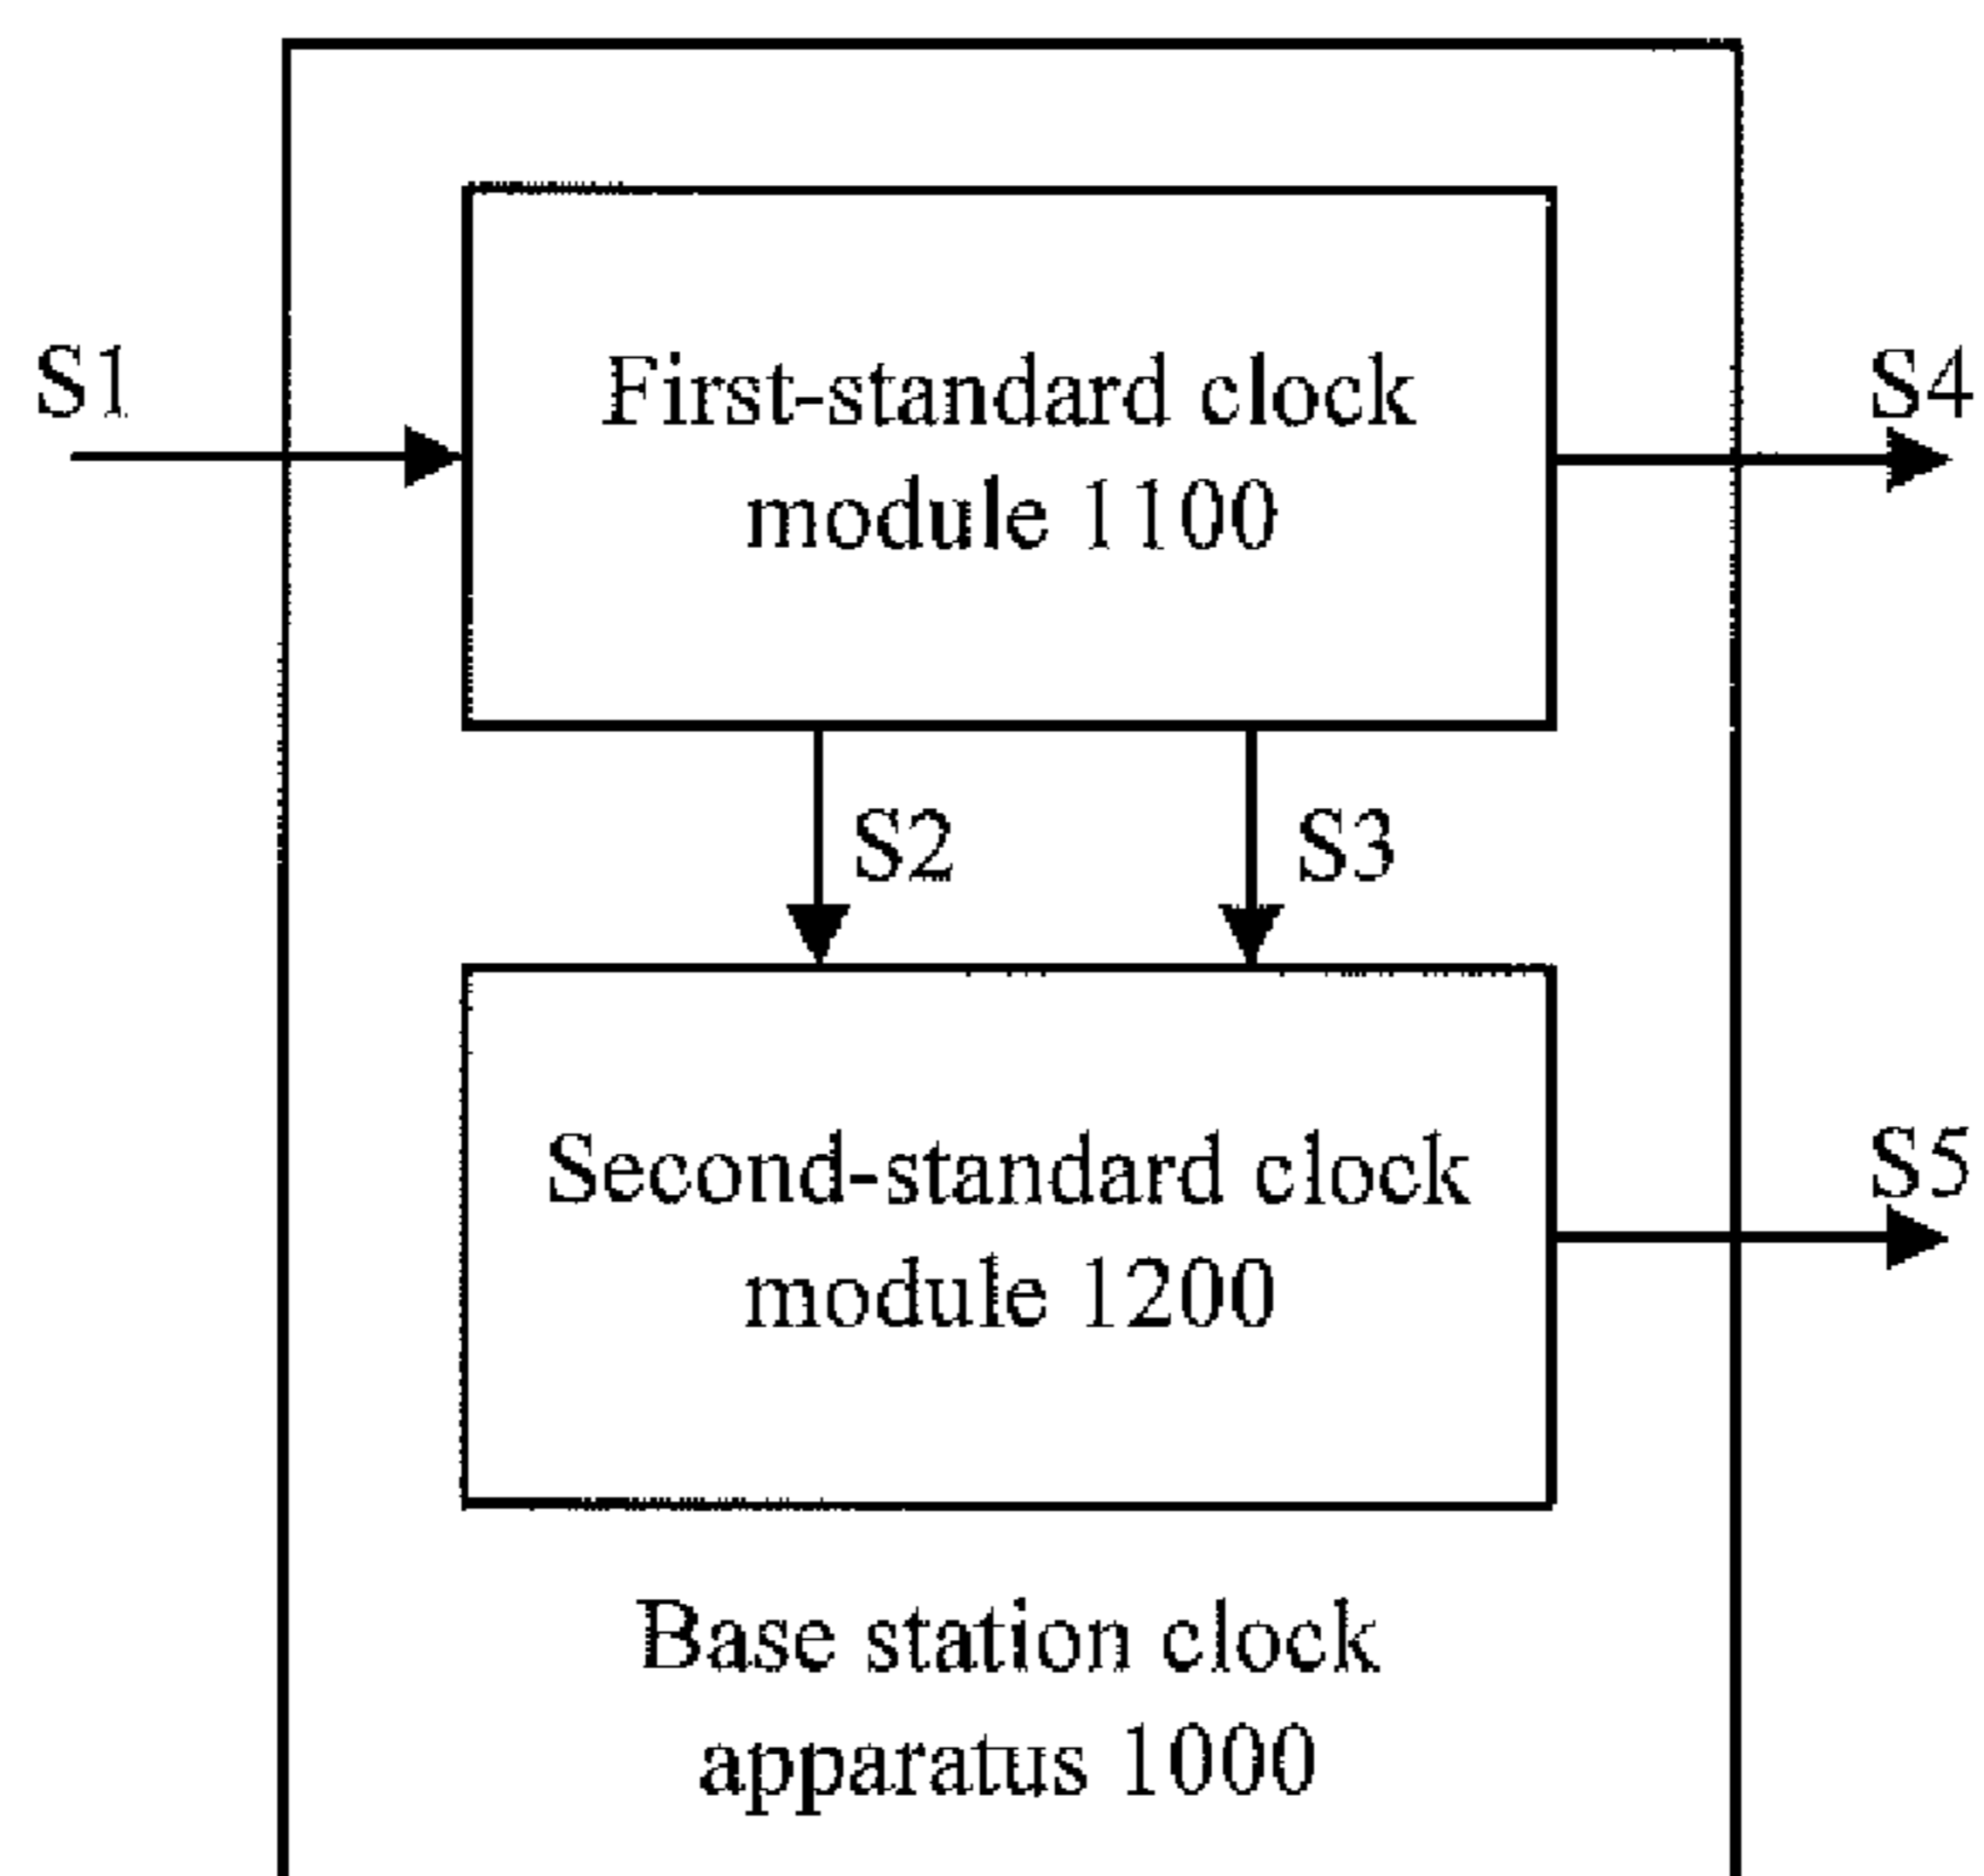 S1
First-standard clock
module 1100
S4
S2
S3
Second-standard clock
module 1200
S5
Base station clock
apparatus 1000